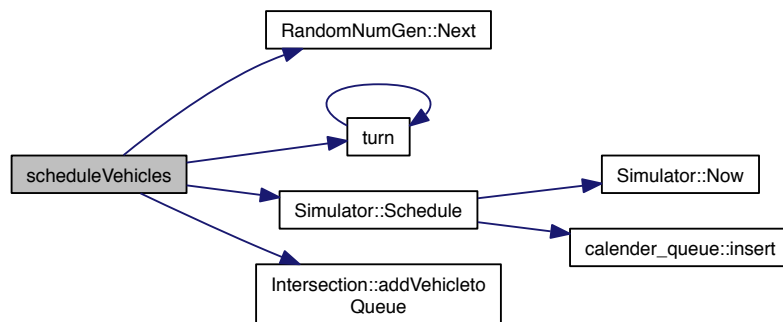 RandomNumGen::Next
turn
scheduleVehicles
Simulator::Now
Simulator::Schedule
calender_queue::insert
Intersection::addVehicleto
Queue